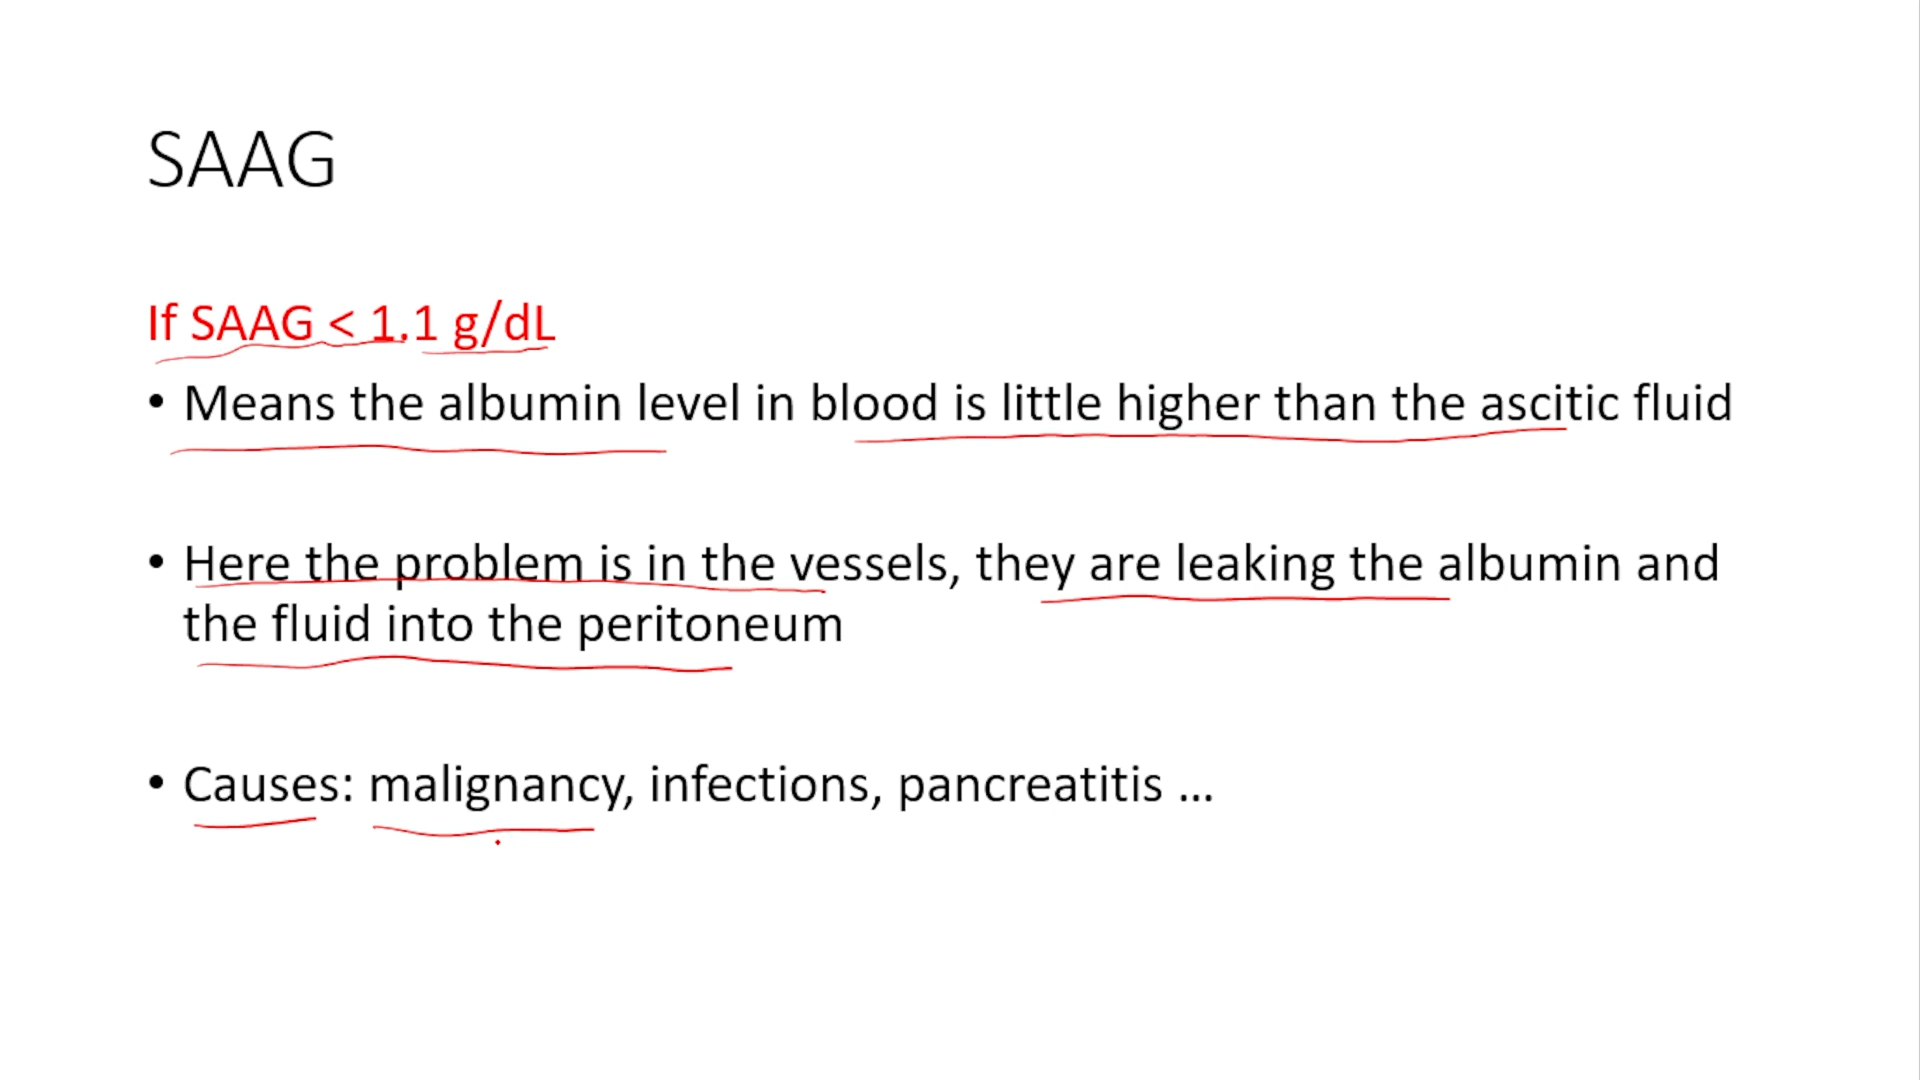 SAAG
If SAAG < 1.1 g/dL
• Means the albumin level in blood is little higher than the ascitic fluid
• Here the problem is in the vessels, they are leaking the albumin and
the fluid into the peritoneum
• Causes: malignancy, infections, pancreatitis ...